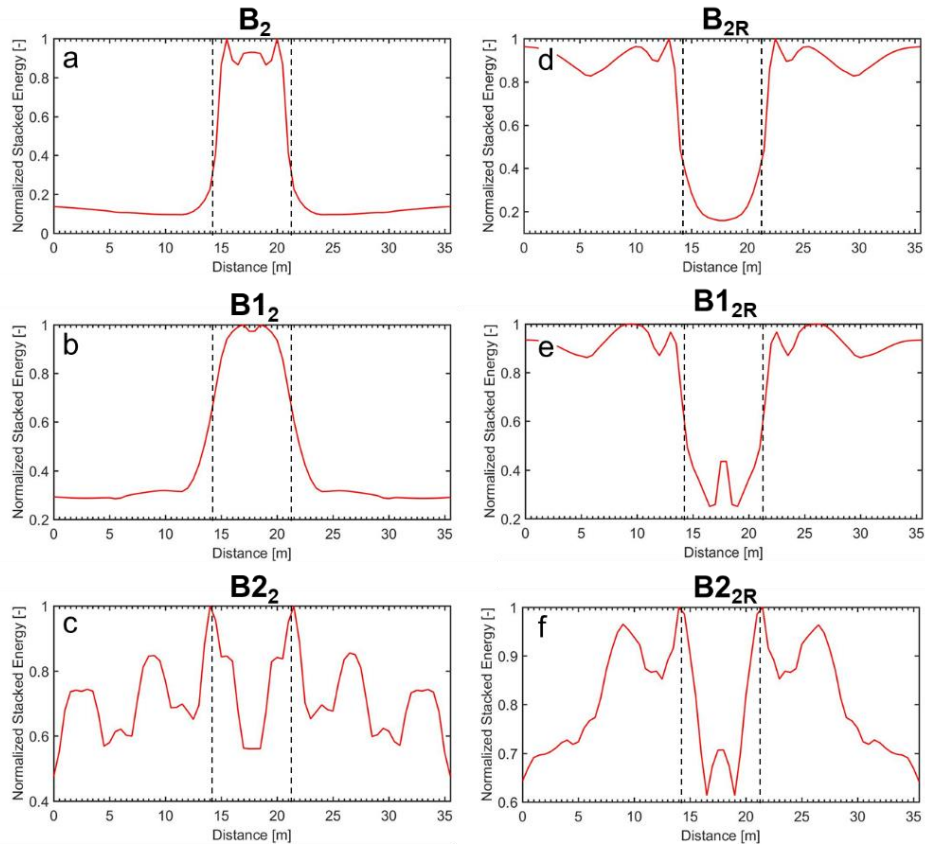 B₂
a
Normalized Stacked Energy [-]
1
0.8
0.6
0.4
0.2
0
0 5 10 15 20 25 30 35
Distance [m]
B₂R
d
Normalized Stacked Energy [-]
1
0.8
0.6
0.4
0.2
0 5 10 15 20 25 30 35
Distance [m]
B1₂
b
Normalized Stacked Energy [-]
1
0.8
0.6
0.4
0.2
0 5 10 15 20 25 30 35
Distance [m]
B1₂R
e
Normalized Stacked Energy [-]
1
0.8
0.6
0.4
0.2
0 5 10 15 20 25 30 35
Distance [m]
B2₂
c
Normalized Stacked Energy [-]
1
0.8
0.6
0.4
0 5 10 15 20 25 30 35
Distance [m]
B2₂R
f
Normalized Stacked Energy [-]
1
0.9
0.8
0.7
0.6
0 5 10 15 20 25 30 35
Distance [m]